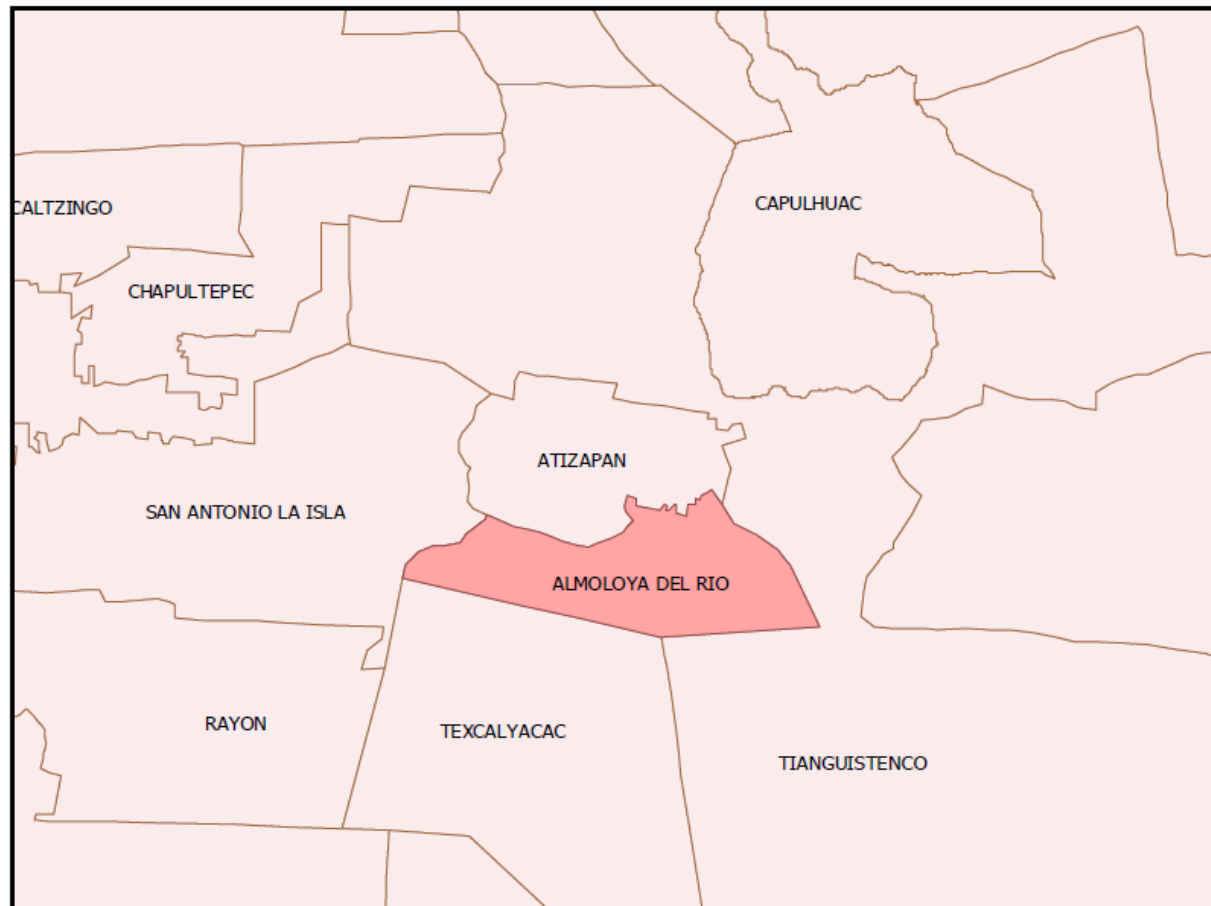 CALTZINGO
CAPULHUAC
CHAPULTEPEC
ATIZAPAN
SAN ANTONIO LA ISLA
ALMOLOYA DEL RIO
RAYON
TEXCALYACAC
TIANGUISTENCO